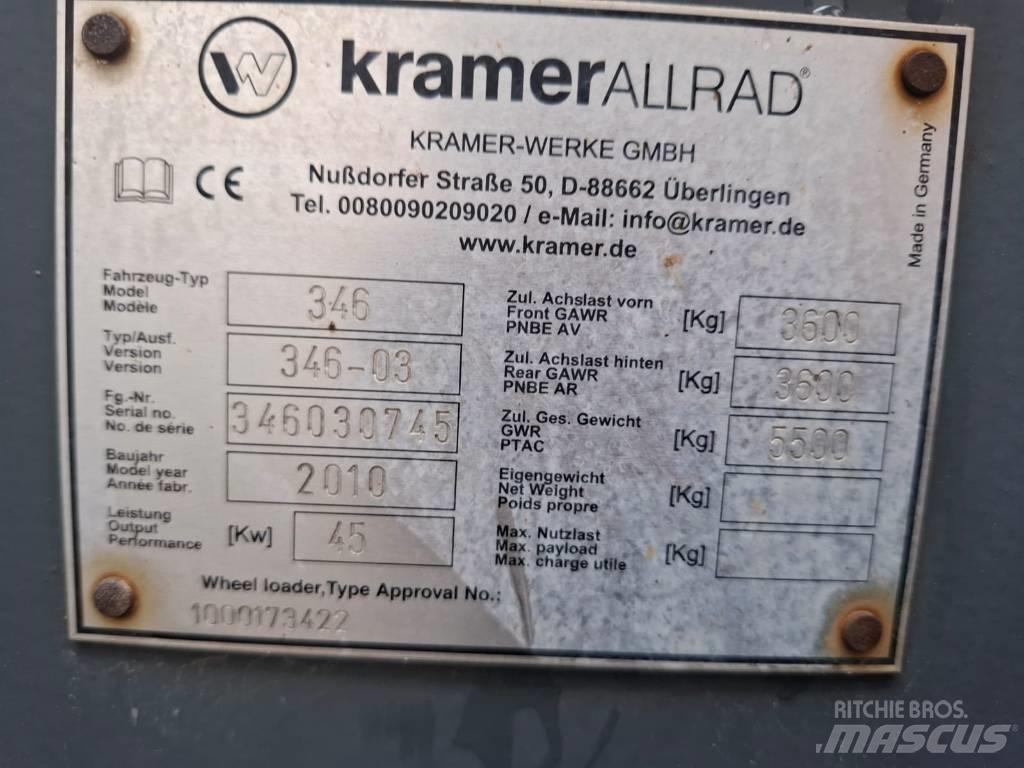 kramerALLRAD®
KRAMER-WERKE GMBH
Nußdorfer Straße 50, D-88662 Überlingen
Tel. 0080090209020 / e-Mail: info@kramer.de
www.kramer.de
CE
Made in Germany
Fahrzeug-Typ
Model
Modèle
346
Typ/Ausf.
Version
Version
346-03
Fg.-Nr.
Serial no.
No. de série
346030745
Baujahr
Model year
Année fabr.
2010
Leistung
Output
Performance
[Kw]
45
Zul. Achslast vorn
Front GAWR
PNBE AV
[Kg]
3600
Zul. Achslast hinten
Rear GAWR
PNBE AR
[Kg]
3600
Zul. Ges. Gewicht
GWR
PTAC
[Kg]
5500
Eigengewicht
Net Weight
Poids propre
[Kg]
Max. Nutzlast
Max. payload
Max. charge utile
[Kg]
Wheel loader,Type Approval No.:
1000173422
RITCHIE BROS.
MASCUS